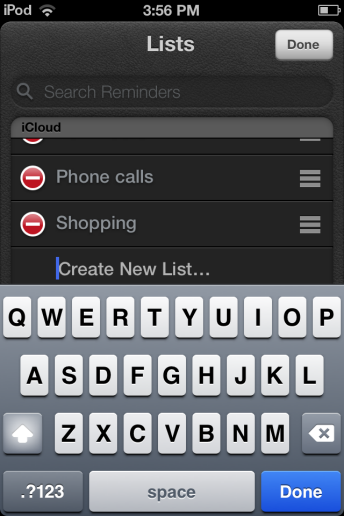 iPod 3:56 PM
Lists Done
Search Reminders
iCloud
Phone calls
Shopping
Create New List...
Q W E R T Y U I O P
A S D F G H J K L
Z X C V B N M
.?123 space Done